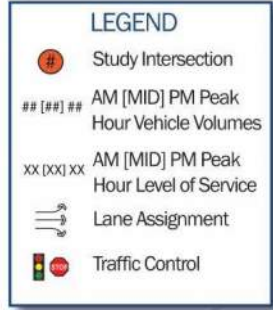 LEGEND
# Study Intersection
## [##] ## AM [MID] PM Peak
Hour Vehicle Volumes
XX [XX] XX AM [MID] PM Peak
Hour Level of Service
Lane Assignment
STOP Traffic Control